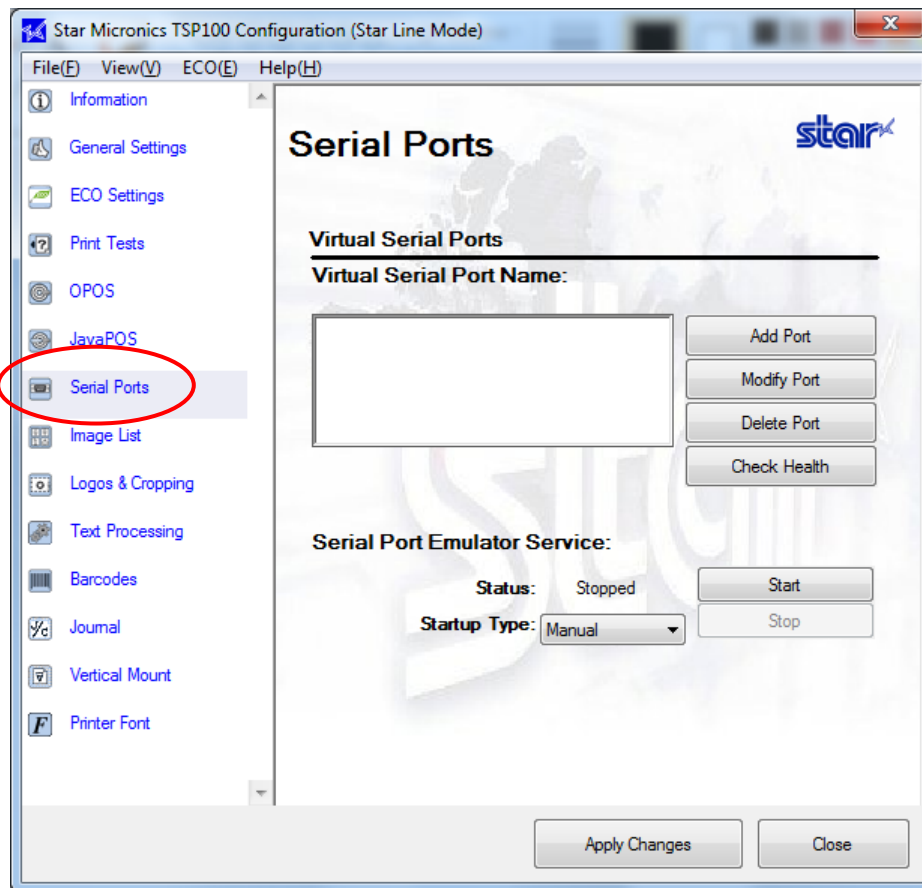 Star Micronics TSP100 Configuration (Star Line Mode)
File(F) View(V) ECO(E) Help(H)
Information
General Settings
ECO Settings
Print Tests
OPOS
JavaPOS
Serial Ports
Image List
Logos & Cropping
Text Processing
Barcodes
Journal
Vertical Mount
Printer Font
Serial Ports
star
Virtual Serial Ports
Virtual Serial Port Name:
Add Port
Modify Port
Delete Port
Check Health
Serial Port Emulator Service:
Status: Stopped Start
Startup Type: Manual Stop
Apply Changes Close